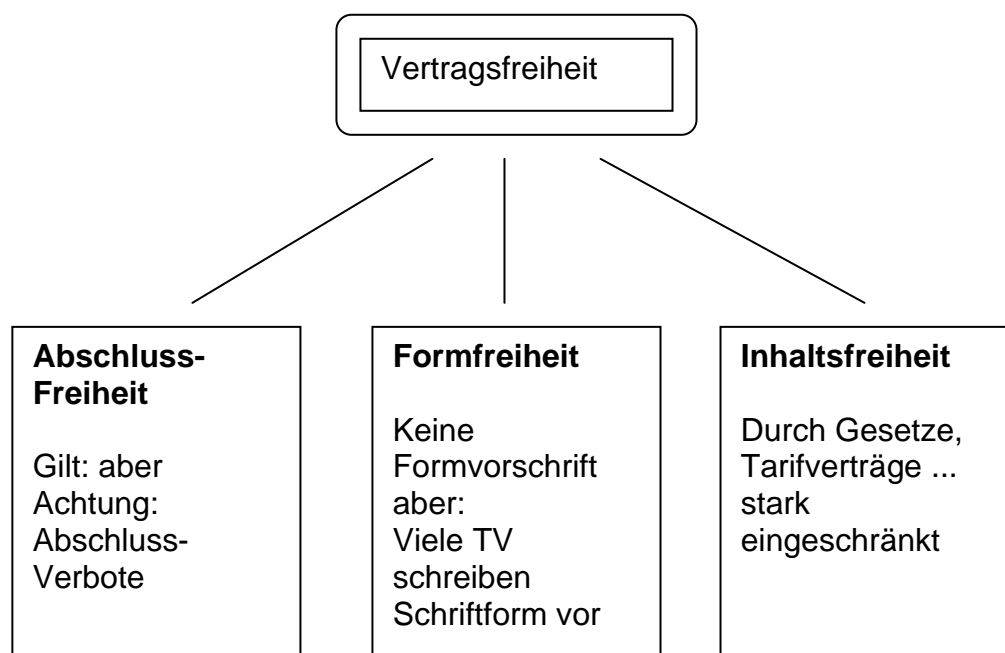 Vertragsfreiheit
Abschluss-
Freiheit
Gilt: aber
Achtung:
Abschluss-
Verbote
Formfreiheit
Keine
Formvorschrift
aber:
Viele TV
schreiben
Schriftform vor
Inhaltsfreiheit
Durch Gesetze,
Tarifverträge ...
stark
eingeschränkt